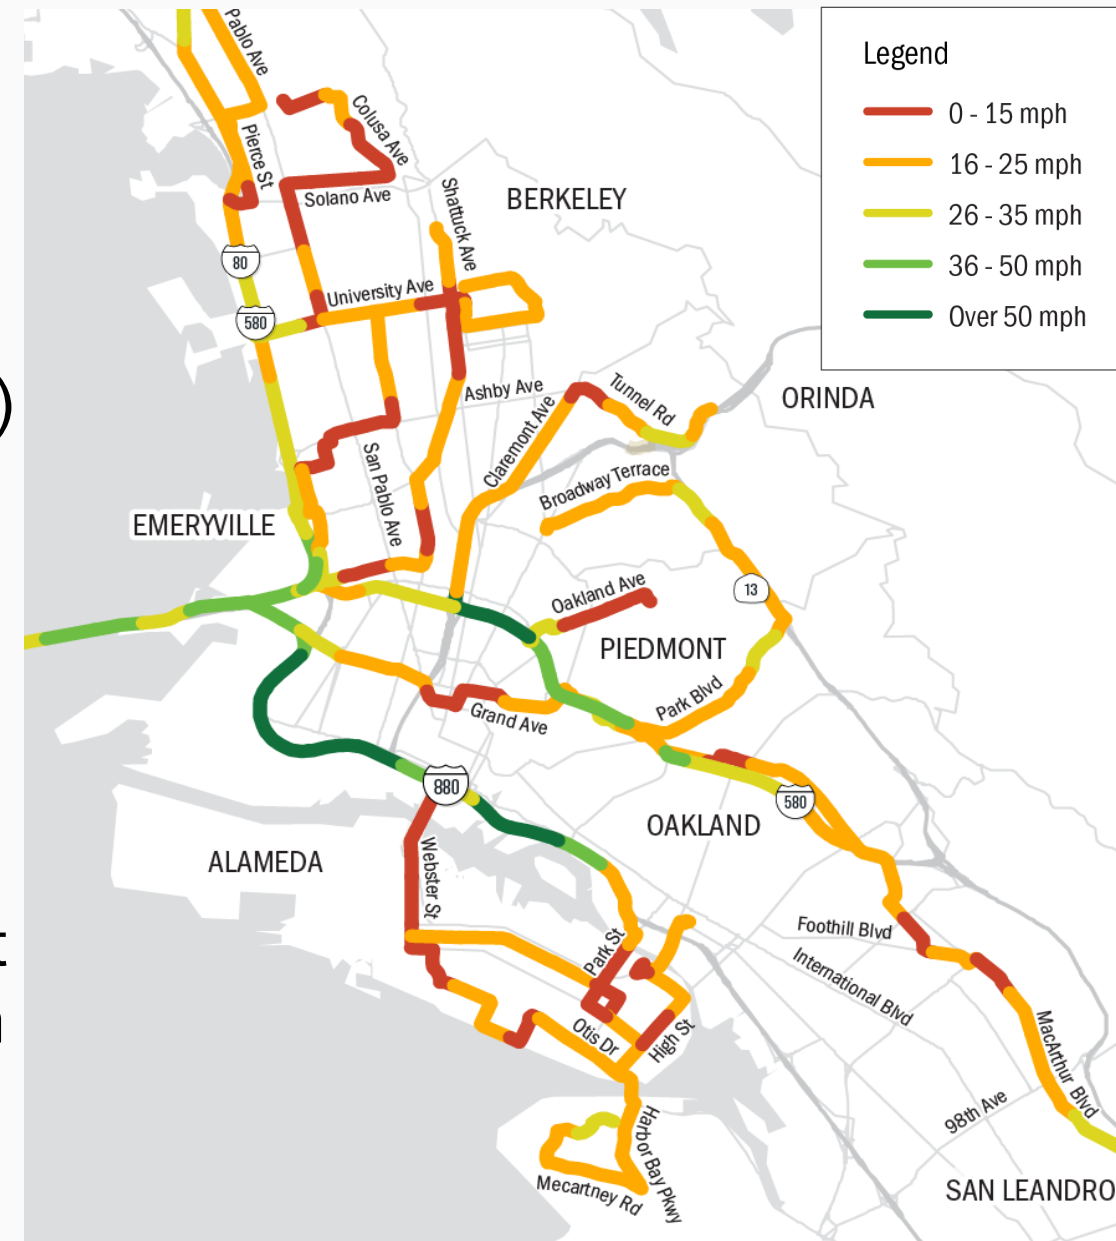 Pablo Ave
Colusa Ave
Pierce St
Solano Ave
Shattuck Ave
BERKELEY
Legend
0 - 15 mph
16 - 25 mph
26 - 35 mph
36 - 50 mph
Over 50 mph
80
University Ave
580
Ashby Ave
Tunnel Rd
ORINDA
Claremont Ave
San Pablo Ave
Broadway Terrace
EMERYVILLE
13
Oakland Ave
PIEDMONT
Park Blvd
Grand Ave
880
580
OAKLAND
ALAMEDA
Webster St
Park St
Foothill Blvd
International Blvd
Otis Dr
High St
MacArthur Blvd
98th Ave
Harbor Bay Pkwy
Mecartney Rd
SAN LEANDRO
)
t